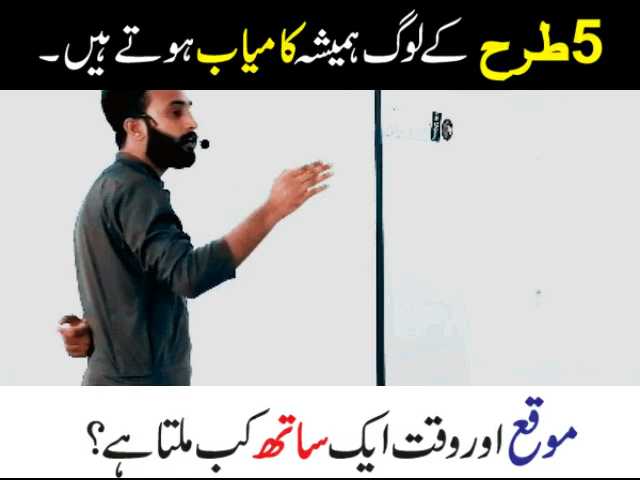 5 طرح کے لوگ ہمیشہ کامیاب ہوتے ہیں۔
موقع اور وقت ایک ساتھ کب ملتا ہے؟